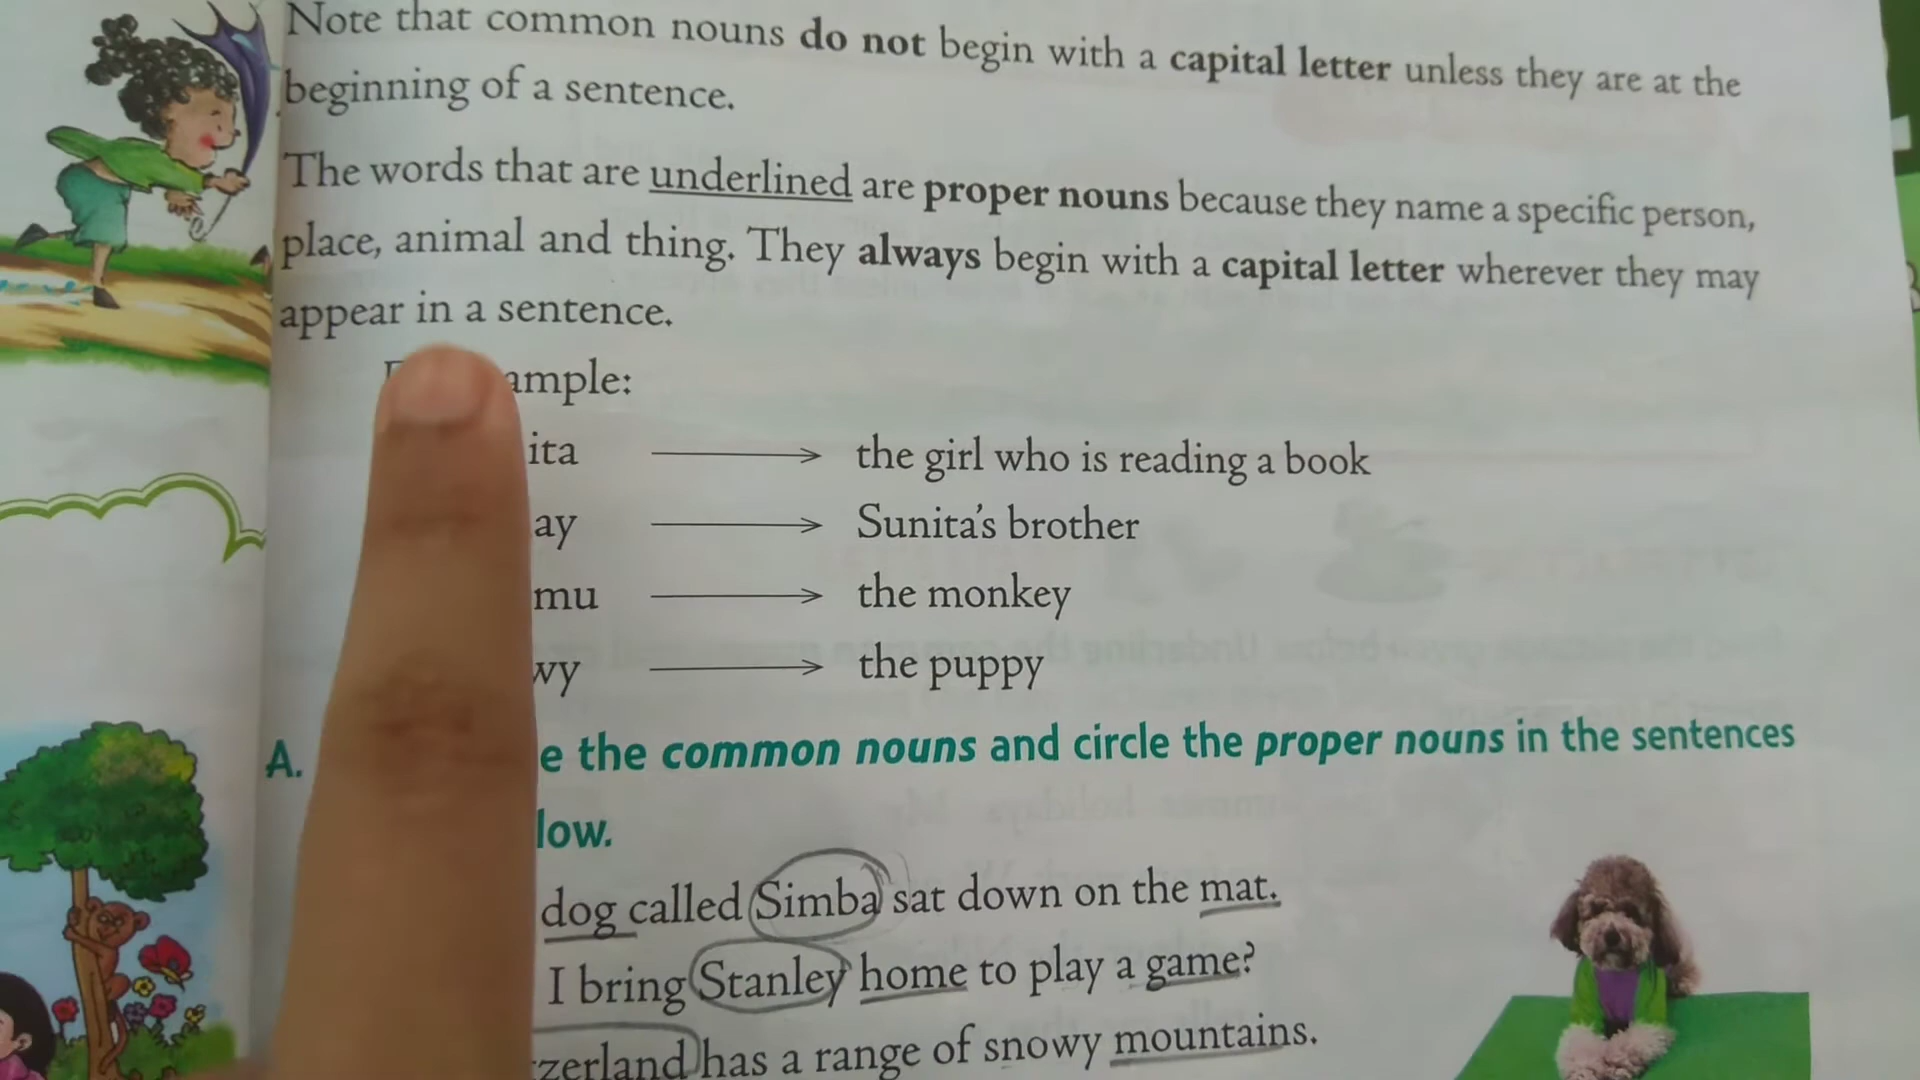 Note that common nouns do not begin with a capital letter unless they are at the
beginning of a sentence.
The words that are underlined are proper nouns because they name a specific person,
place, animal and thing. They always begin with a capital letter wherever they may
appear in a sentence.
ample:
ita → the girl who is reading a book
ay → Sunita's brother
mu → the monkey
wy → the puppy
A. e the common nouns and circle the proper nouns in the sentences
low.
dog called Simba sat down on the mat.
I bring Stanley home to play a game?
zerland has a range of snowy mountains.